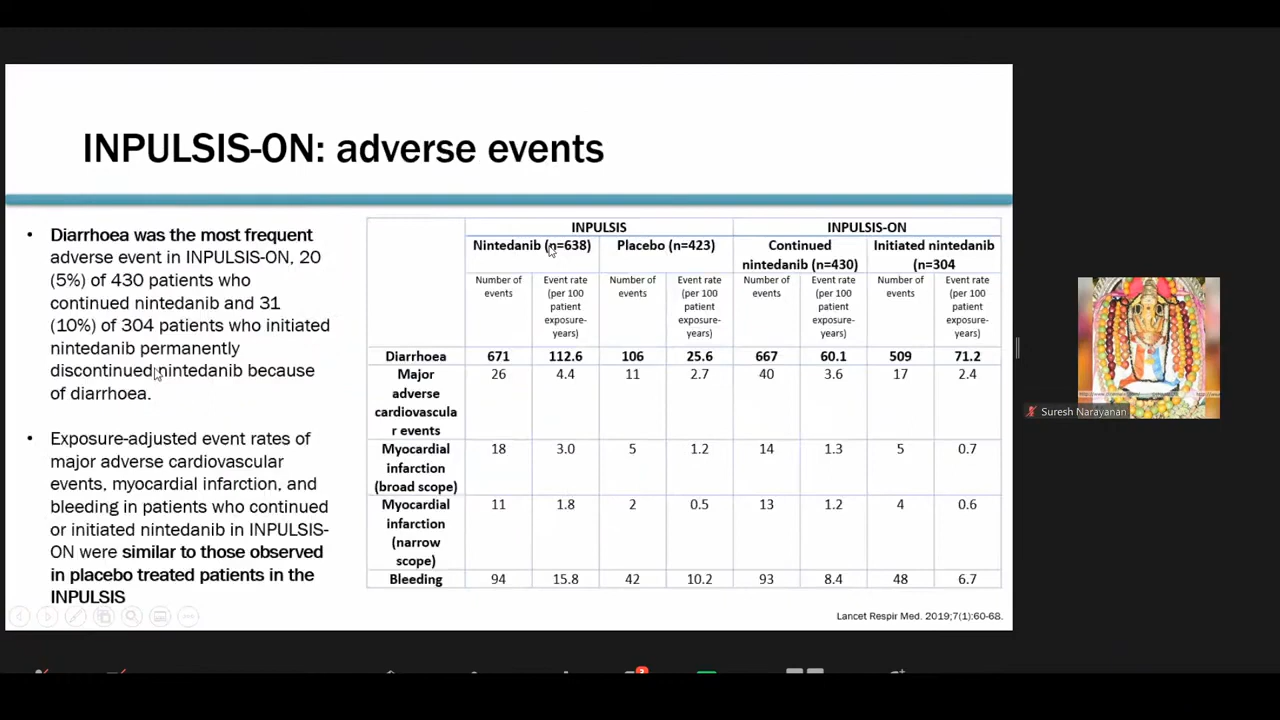 INPULSIS-ON: adverse events
• Diarrhoea was the most frequent
adverse event in INPULSIS-ON, 20
(5%) of 430 patients who
continued nintedanib and 31
(10%) of 304 patients who initiated
nintedanib permanently
discontinued nintedanib because
of diarrhoea.
• Exposure-adjusted event rates of
major adverse cardiovascular
events, myocardial infarction, and
bleeding in patients who continued
or initiated nintedanib in INPULSIS-
ON were similar to those observed
in placebo treated patients in the
INPULSIS
INPULSIS INPULSIS-ON
Nintedanib (n=638) Placebo (n=423) Continued Initiated nintedanib
nintedanib (n=430) (n=304
Number of Event rate Number of Event rate Number of Event rate Number of Event rate
events (per 100 events (per 100 events (per 100 events (per 100
patient patient patient patient
exposure- exposure- exposure- exposure-
years) years) years) years)
Diarrhoea 671 112.6 106 25.6 667 60.1 509 71.2
Major 26 4.4 11 2.7 40 3.6 17 2.4
adverse
cardiovascula
r events
Myocardial 18 3.0 5 1.2 14 1.3 5 0.7
infarction
(broad scope)
Myocardial 11 1.8 2 0.5 13 1.2 4 0.6
infarction
(narrow
scope)
Bleeding 94 15.8 42 10.2 93 8.4 48 6.7
Lancet Respir Med. 2019;7(1):60-68.
Suresh Narayanan